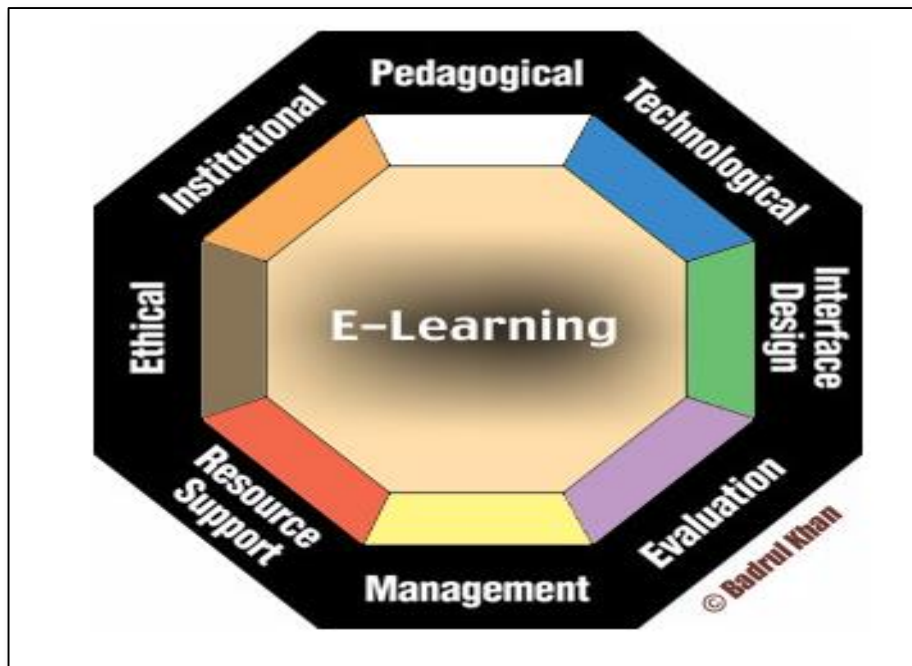 Pedagogical
Technological
Interface
Design
Evaluation
Management
Resource
Support
Ethical
Institutional
E-Learning
© Badrul Khan